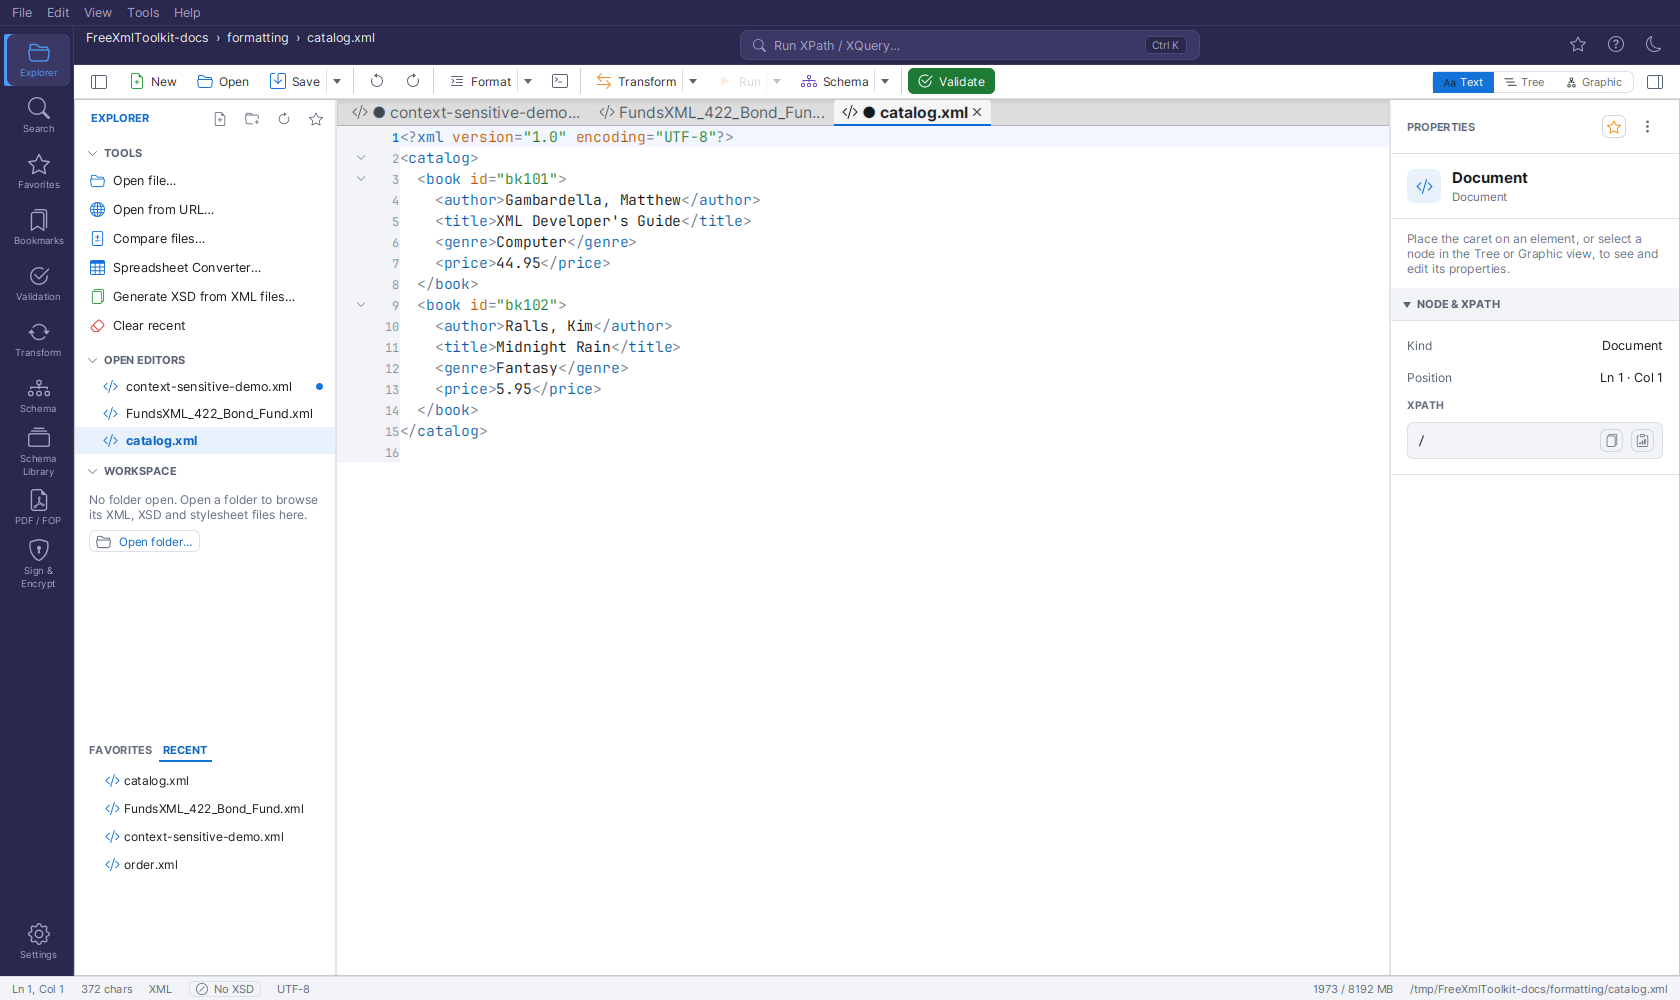 File Edit View Tools Help
FreeXmlToolkit-docs › formatting › catalog.xml
Run XPath / XQuery... Ctrl K
New Open Save Format Transform Run Schema Validate
Aa Text Tree Graphic
Explorer
Search
Favorites
Bookmarks
Validation
Transform
Schema
Schema
Library
PDF / FOP
Sign &
Encrypt
Settings
EXPLORER
TOOLS
Open file...
Open from URL...
Compare files...
Spreadsheet Converter...
Generate XSD from XML files...
Clear recent
OPEN EDITORS
context-sensitive-demo.xml
FundsXML_422_Bond_Fund.xml
catalog.xml
WORKSPACE
No folder open. Open a folder to browse
its XML, XSD and stylesheet files here.
Open folder...
FAVORITES RECENT
catalog.xml
FundsXML_422_Bond_Fund.xml
context-sensitive-demo.xml
order.xml
context-sensitive-demo... FundsXML_422_Bond_Fun... catalog.xml
1 <?xml version="1.0" encoding="UTF-8"?>
2 <catalog>
3 <book id="bk101">
4 <author>Gambardella, Matthew</author>
5 <title>XML Developer's Guide</title>
6 <genre>Computer</genre>
7 <price>44.95</price>
8 </book>
9 <book id="bk102">
10 <author>Ralls, Kim</author>
11 <title>Midnight Rain</title>
12 <genre>Fantasy</genre>
13 <price>5.95</price>
14 </book>
15 </catalog>
16
PROPERTIES
Document
Document
Place the caret on an element, or select a
node in the Tree or Graphic view, to see and
edit its properties.
NODE & XPATH
Kind Document
Position Ln 1 · Col 1
XPATH
/
Ln 1, Col 1 372 chars XML No XSD UTF-8 1973 / 8192 MB /tmp/FreeXmlToolkit-docs/formatting/catalog.xml